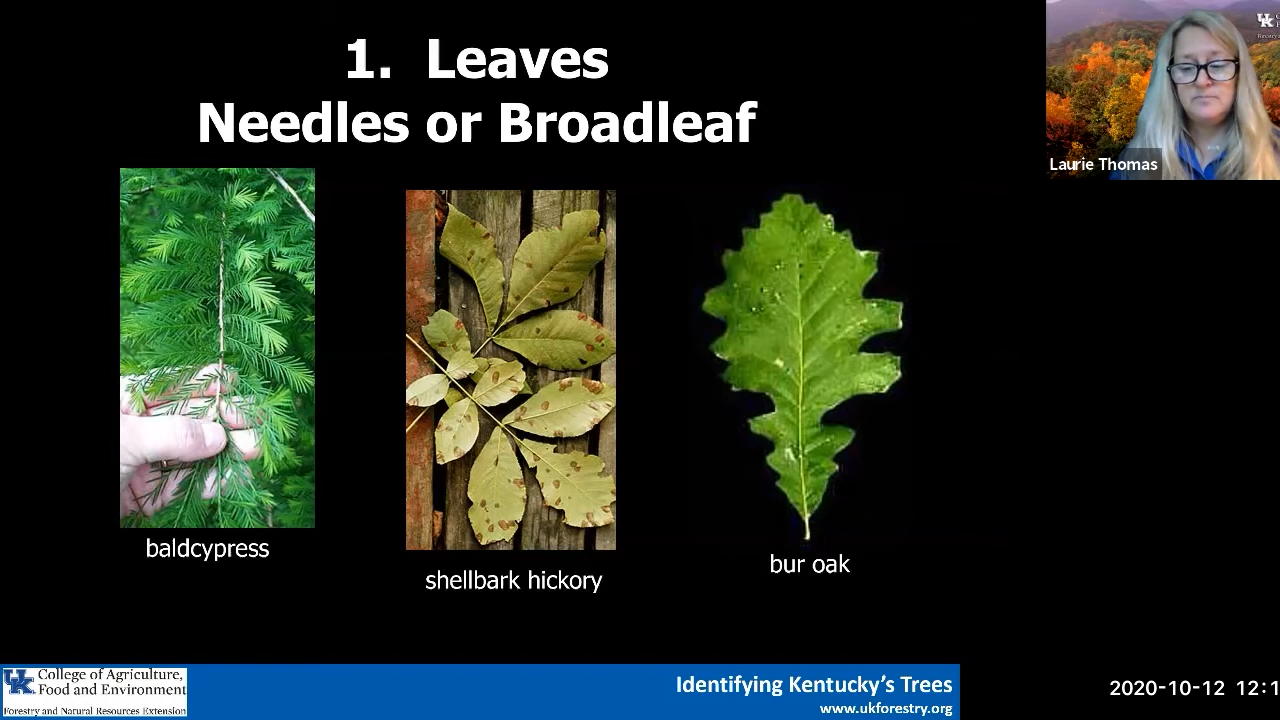 1. Leaves
Needles or Broadleaf
Laurie Thomas
baldcypress
shellbark hickory
bur oak
UK
College of Agriculture,
Food and Environment
Forestry and Natural Resources Extension
Identifying Kentucky's Trees
www.ukforestry.org
2020-10-12 12:1